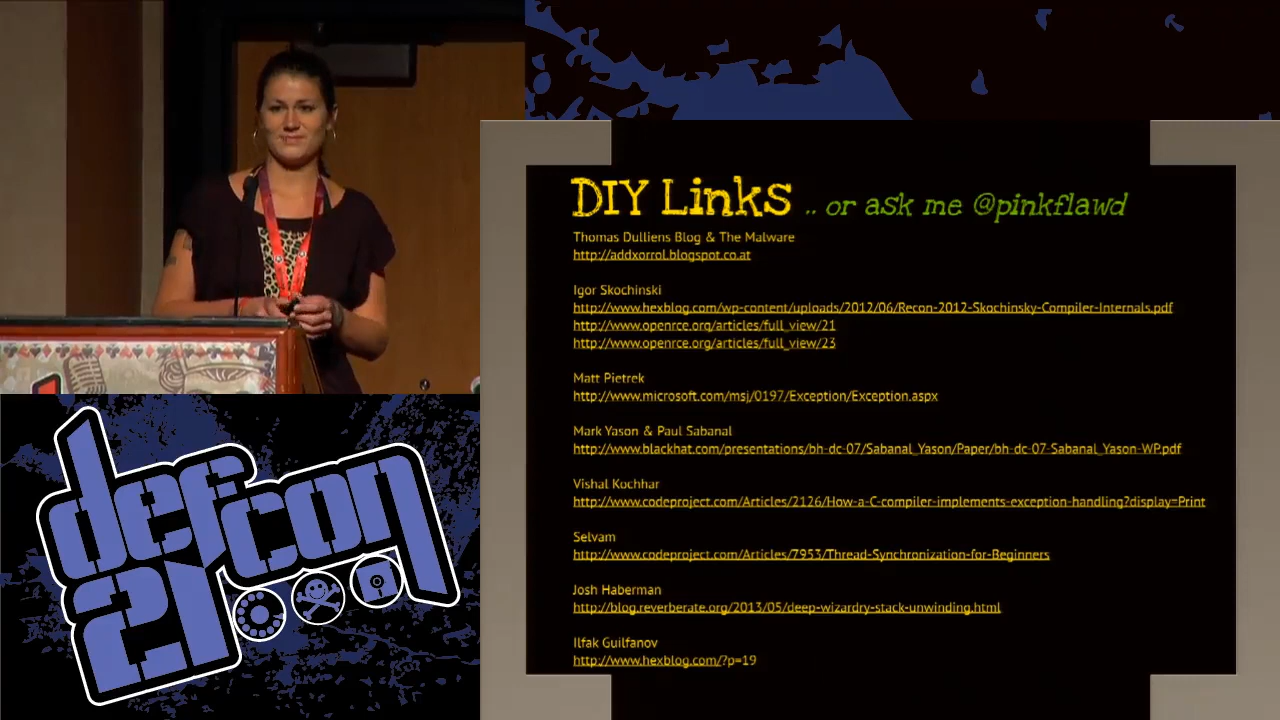 DIY Links .. or ask me @pinkflawd
Thomas Dulliens Blog & The Malware
http://addxorrol.blogspot.co.at
Igor Skochinski
http://www.hexblog.com/wp-content/uploads/2012/06/Recon-2012-Skochinsky-Compiler-Internals.pdf
http://www.openrce.org/articles/full_view/21
http://www.openrce.org/articles/full_view/23
Matt Pietrek
http://www.microsoft.com/msj/0197/Exception/Exception.aspx
Mark Yason & Paul Sabanal
http://www.blackhat.com/presentations/bh-dc-07/Sabanal_Yason/Paper/bh-dc-07-Sabanal_Yason-WP.pdf
Vishal Kochhar
http://www.codeproject.com/Articles/2126/How-a-C-compiler-implements-exception-handling?display=Print
Selvam
http://www.codeproject.com/Articles/7953/Thread-Synchronization-for-Beginners
Josh Haberman
http://blog.reverberate.org/2013/05/deep-wizardry-stack-unwinding.html
Ilfak Guilfanov
http://www.hexblog.com/?p=19
defcon
21